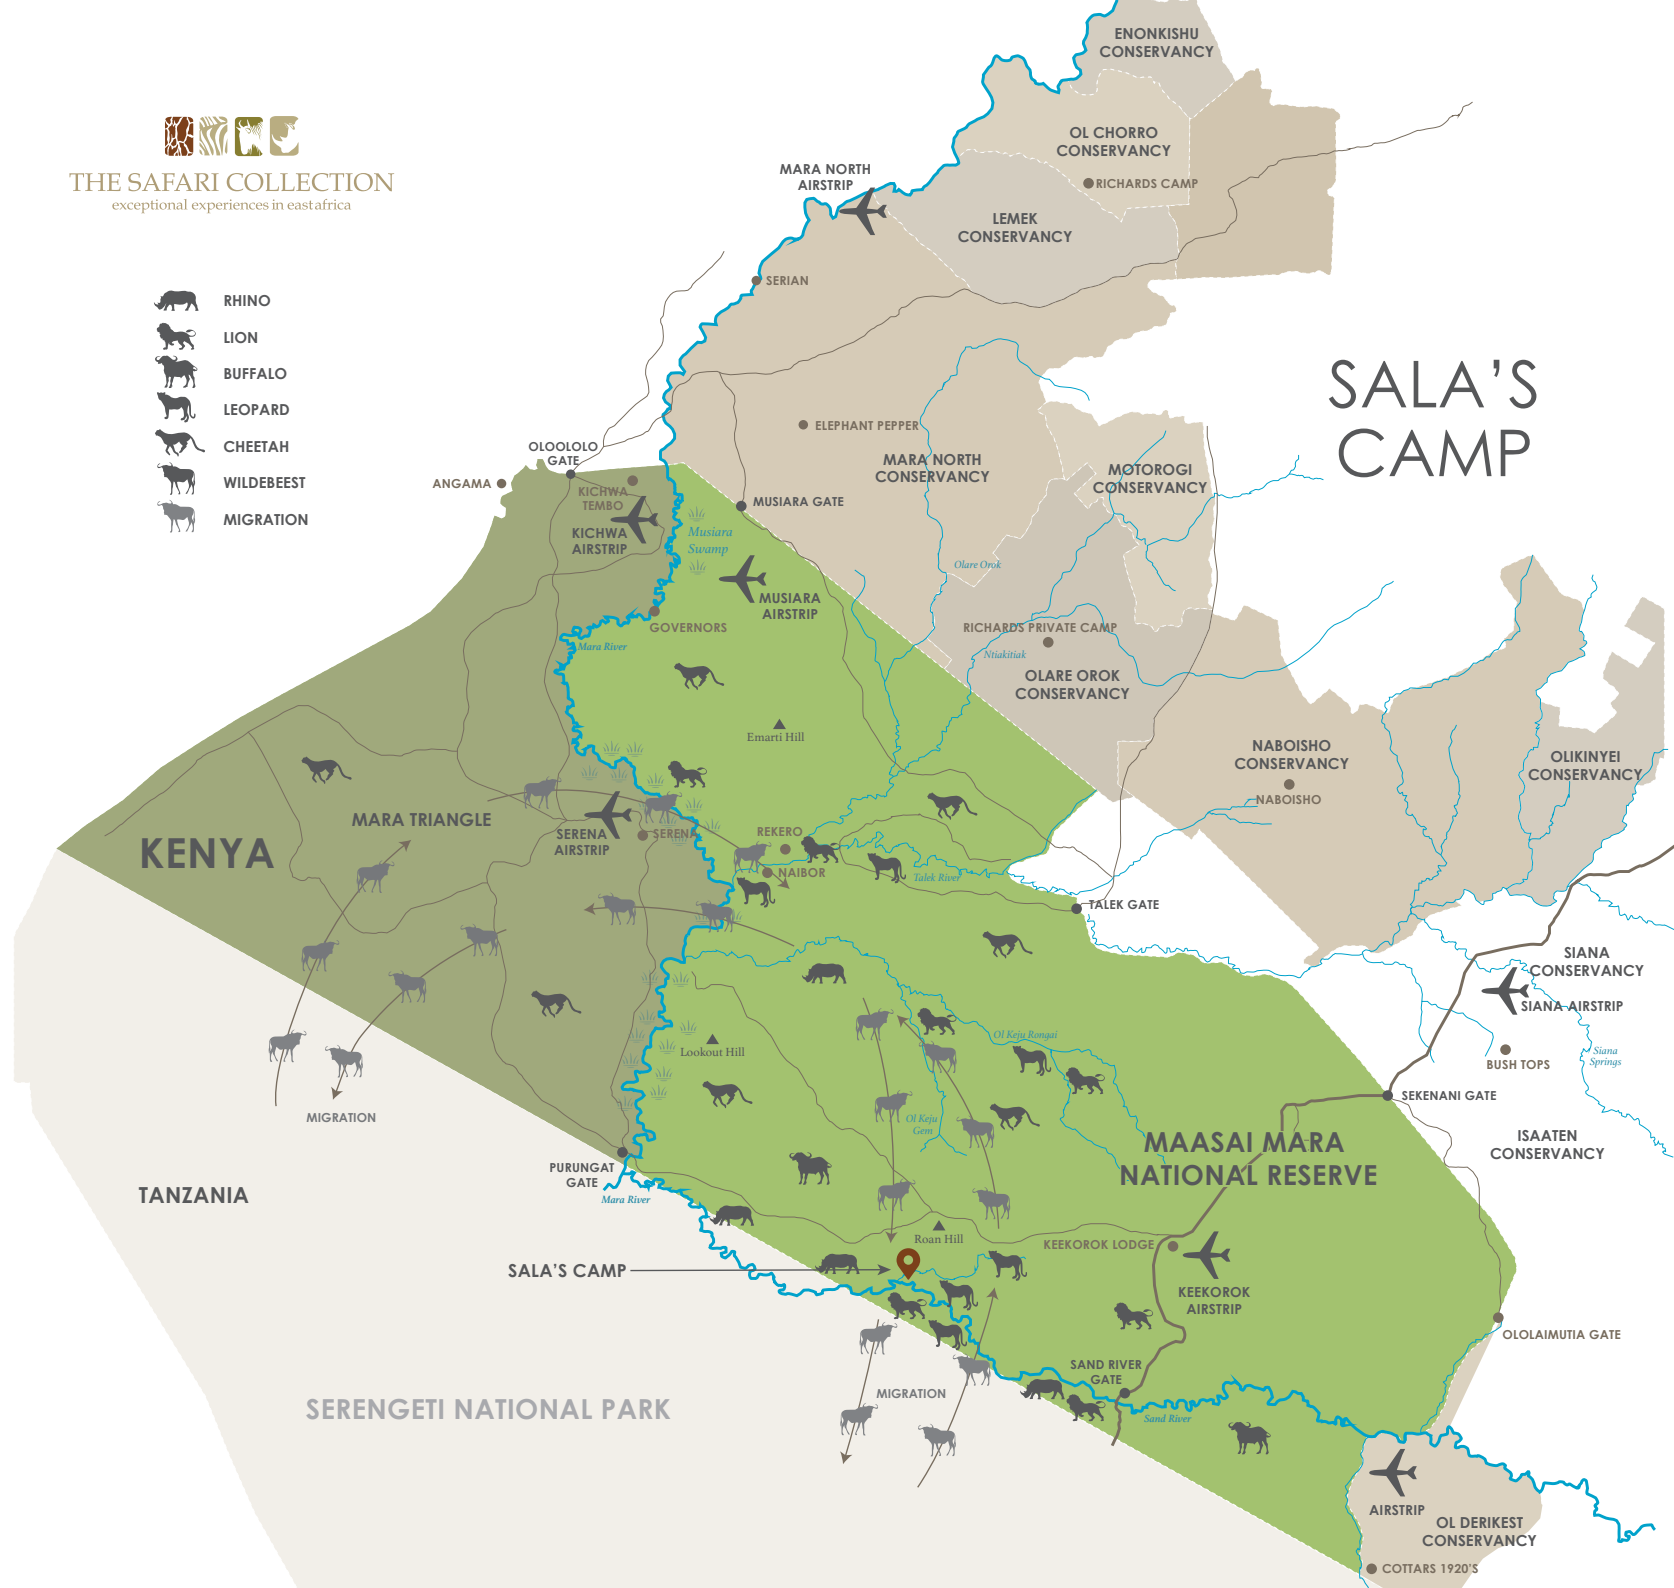 ENONKISHU
CONSERVANCY
OL CHORRO
CONSERVANCY
RICHARDS CAMP
THE SAFARI COLLECTION
exceptional experiences in east africa
MARA NORTH
AIRSTRIP
LEMEK
CONSERVANCY
SERIAN
RHINO
LION
BUFFALO
LEOPARD
CHEETAH
WILDEBEEST
MIGRATION
SALA'S
CAMP
ELEPHANT PEPPER
OLOOLOLO
GATE
ANGAMA
KICHWA
TEMBO
KICHWA
AIRSTRIP
MARA NORTH
CONSERVANCY
MOTOROGI
CONSERVANCY
MUSIARA GATE
Musiara
Swamp
Olare Orok
MUSIARA
AIRSTRIP
GOVERNORS
Mara River
RICHARDS PRIVATE CAMP
Ntiakitiak
OLARE OROK
CONSERVANCY
Emarti Hill
NABOISHO
CONSERVANCY
NABOISHO
OLIKINYEI
CONSERVANCY
MARA TRIANGLE
KENYA
SERENA
AIRSTRIP
SERENA
REKERO
NAIBOR
Talek River
TALEK GATE
SIANA
CONSERVANCY
SIANA AIRSTRIP
BUSH TOPS
Siana
Springs
Ol Keju Rongai
Lookout Hill
SEKENANI GATE
MIGRATION
Ol Keju
Gem
MAASAI MARA
NATIONAL RESERVE
ISAATEN
CONSERVANCY
PURUNGAT
GATE
Mara River
TANZANIA
Roan Hill
KEEKOROK LODGE
SALA'S CAMP
KEEKOROK
AIRSTRIP
OLOLAIMUTIA GATE
SAND RIVER
GATE
MIGRATION
SERENGETI NATIONAL PARK
Sand River
AIRSTRIP
OL DERIKEST
CONSERVANCY
COTTARS 1920'S